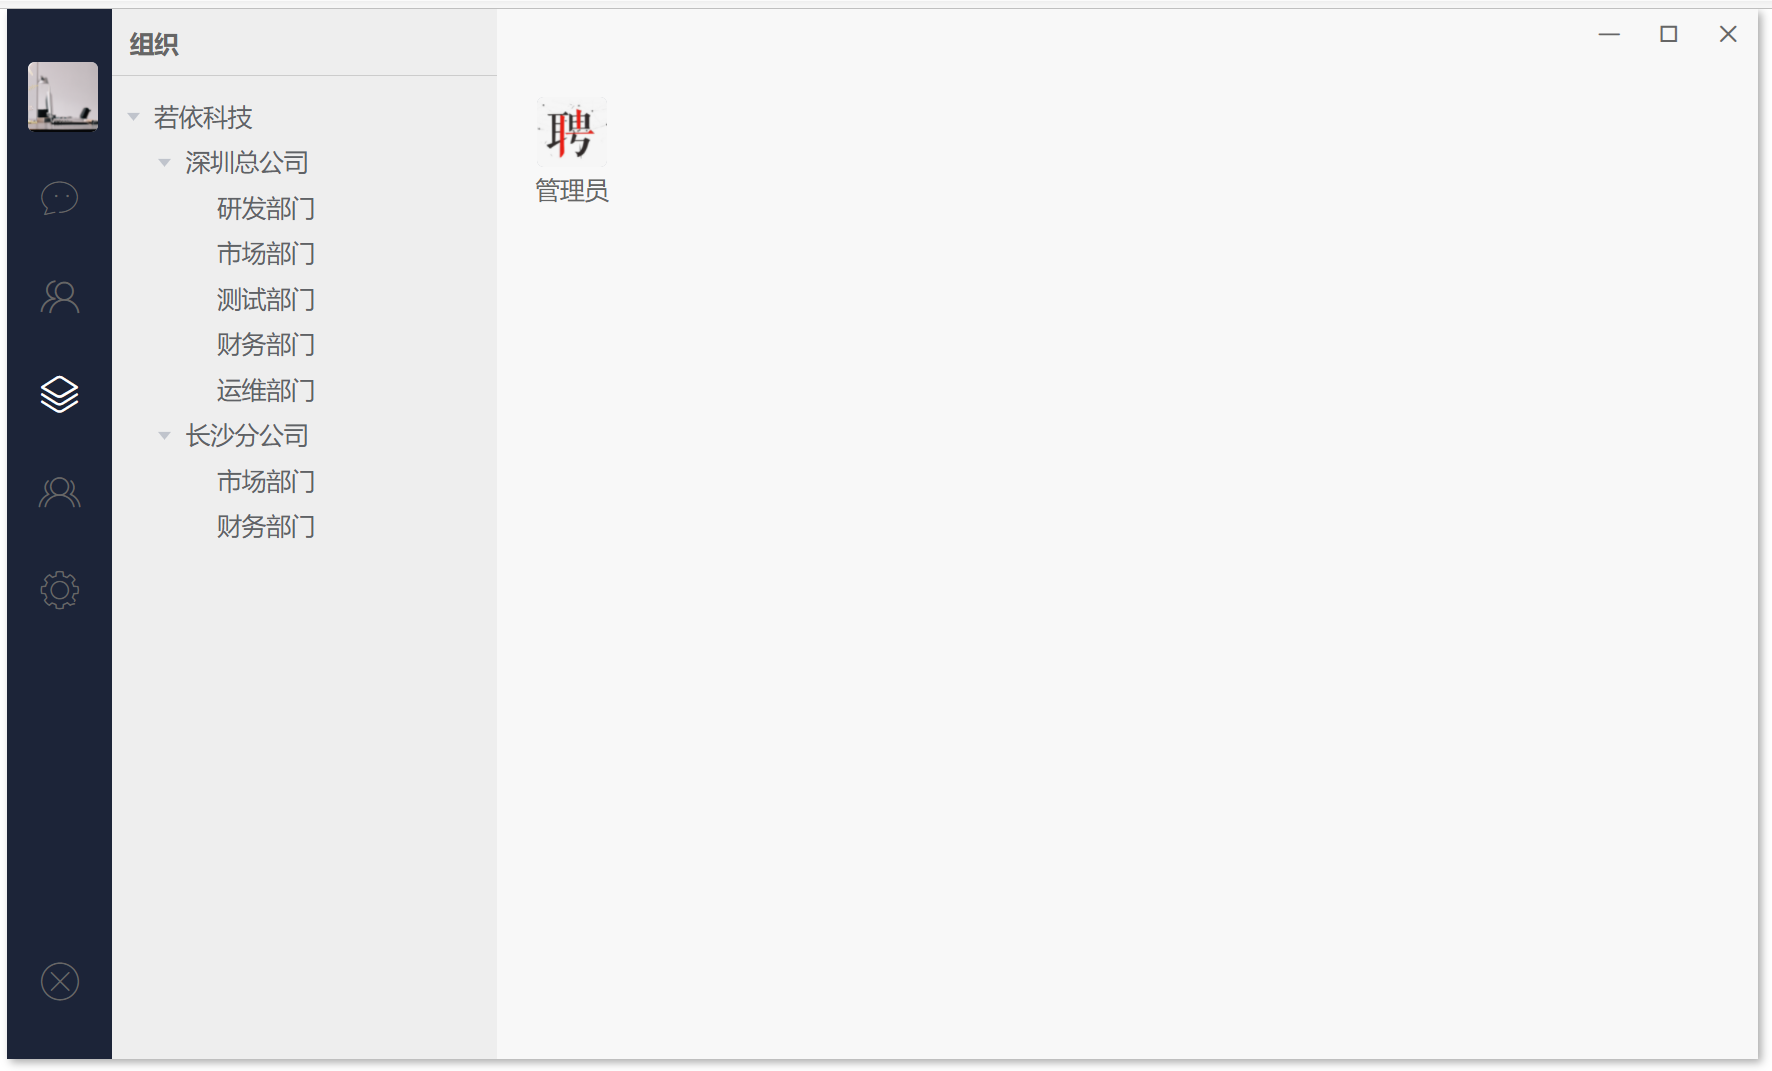 组织
若依科技
深圳总公司
研发部门
市场部门
测试部门
财务部门
运维部门
长沙分公司
市场部门
财务部门
聘
管理员